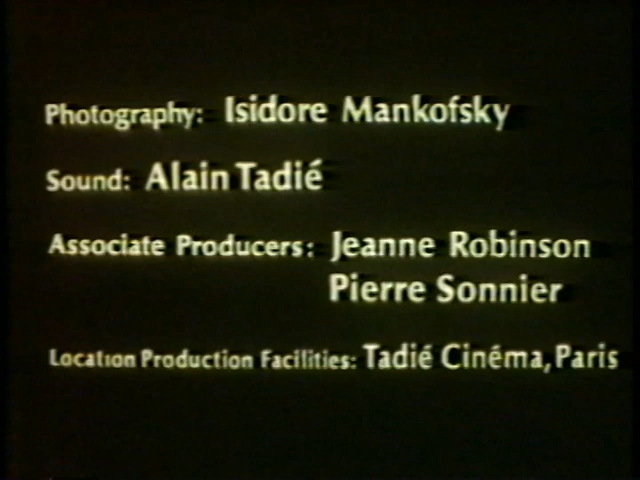 Photography: Isidore Mankofsky
Sound: Alain Tadié
Associate Producers: Jeanne Robinson
Pierre Sonnier
Location Production Facilities: Tadié Cinéma, Paris